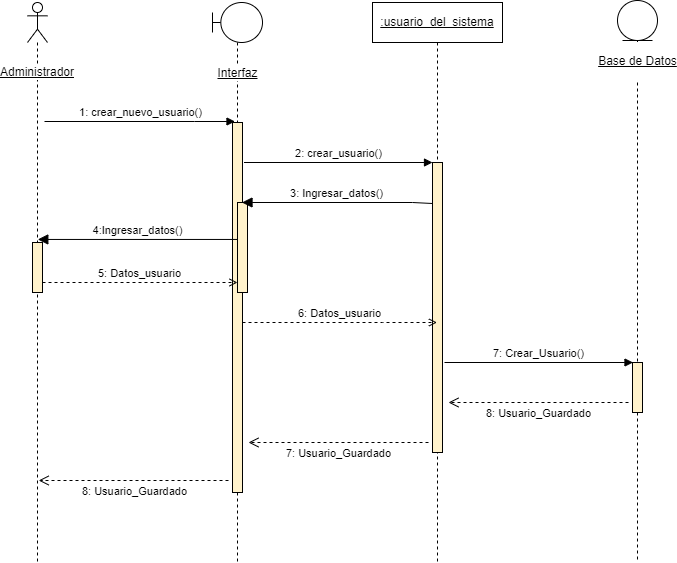 :usuario_del_sistema
Administrador
Interfaz
Base de Datos
1: crear_nuevo_usuario()
2: crear_usuario()
3: Ingresar_datos()
4:Ingresar_datos()
5: Datos_usuario
6: Datos_usuario
7: Crear_Usuario()
8: Usuario_Guardado
7: Usuario_Guardado
8: Usuario_Guardado